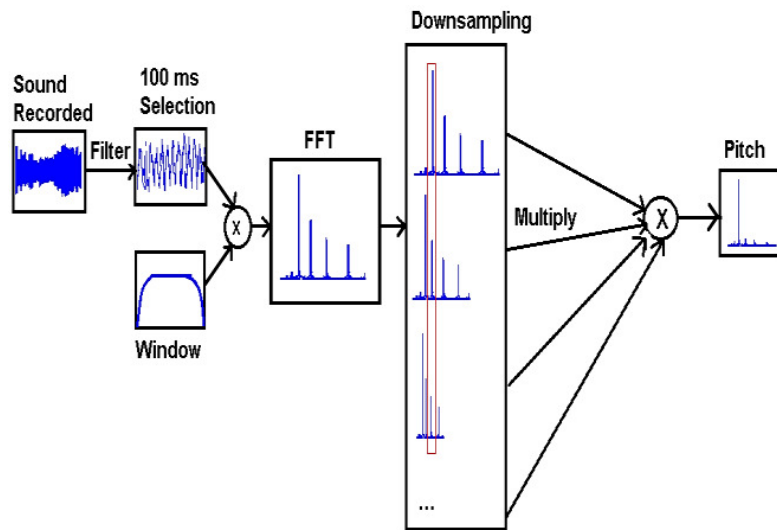 Downsampling
Sound
Recorded
100 ms
Selection
Filter
FFT
Pitch
X
X
Multiply
Window
...